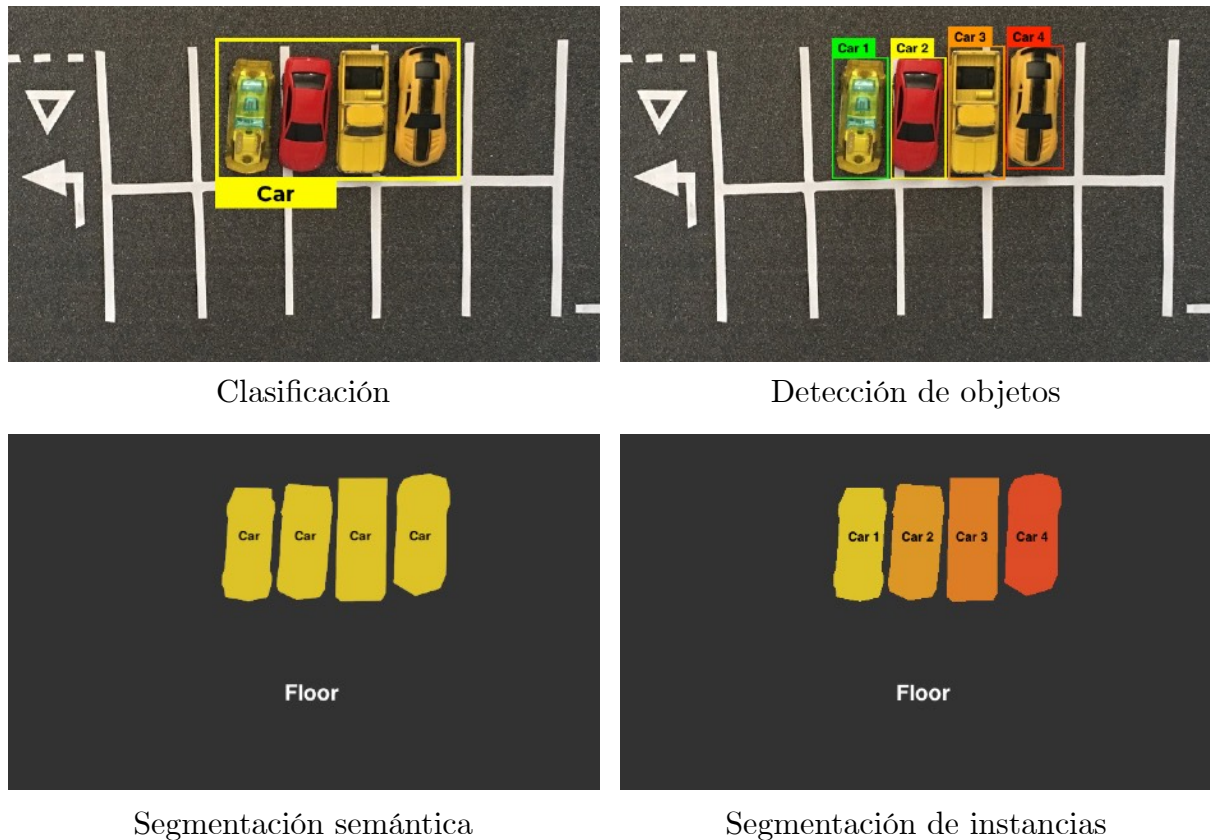 Car
Car 1
Car 2
Car 3
Car 4
Clasificación
Detección de objetos
Car
Car
Car
Car
Floor
Car 1
Car 2
Car 3
Car 4
Floor
Segmentación semántica
Segmentación de instancias